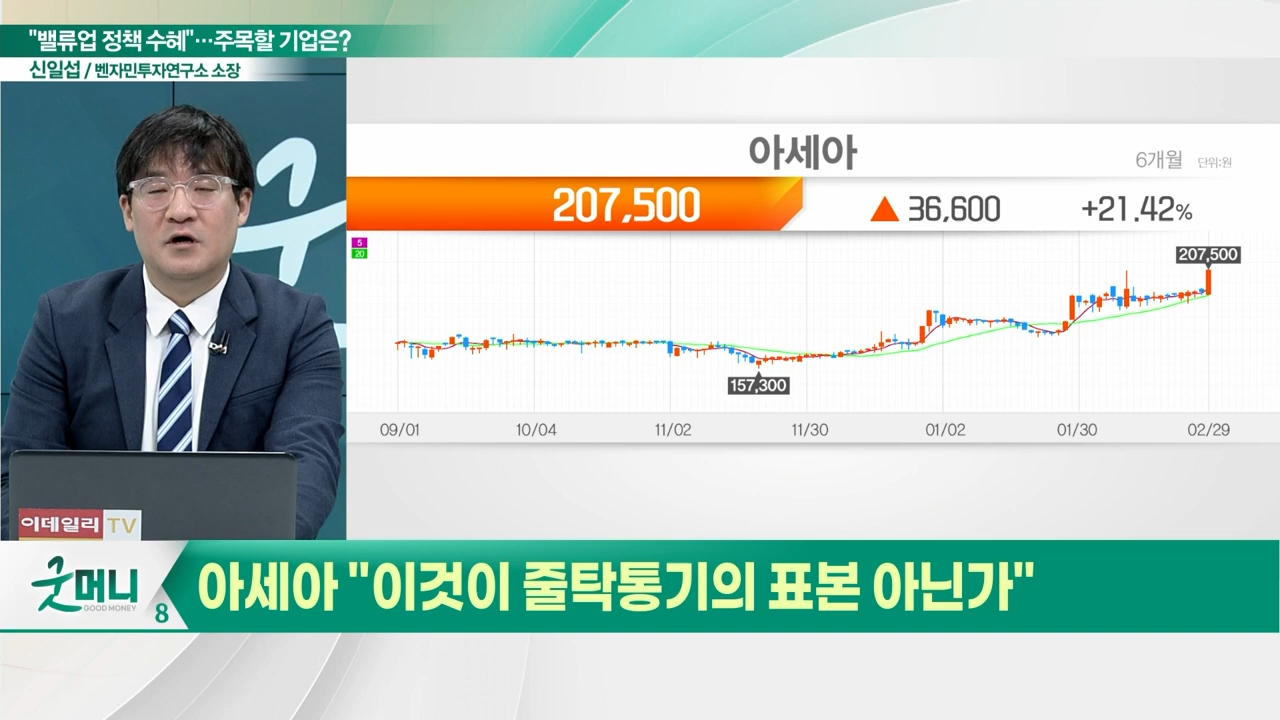 "밸류업 정책 수혜"…주목할 기업은?
신일섭 / 벤자민투자연구소 소장
아세아
6개월 단위:원
207,500 ▲ 36,600 +21.42%
5
20
207,500
157,300
09/01 10/04 11/02 11/30 01/02 01/30 02/29
이데일리 TV
굿머니 GOOD MONEY 8
아세아 "이것이 줄탁통기의 표본 아닌가"